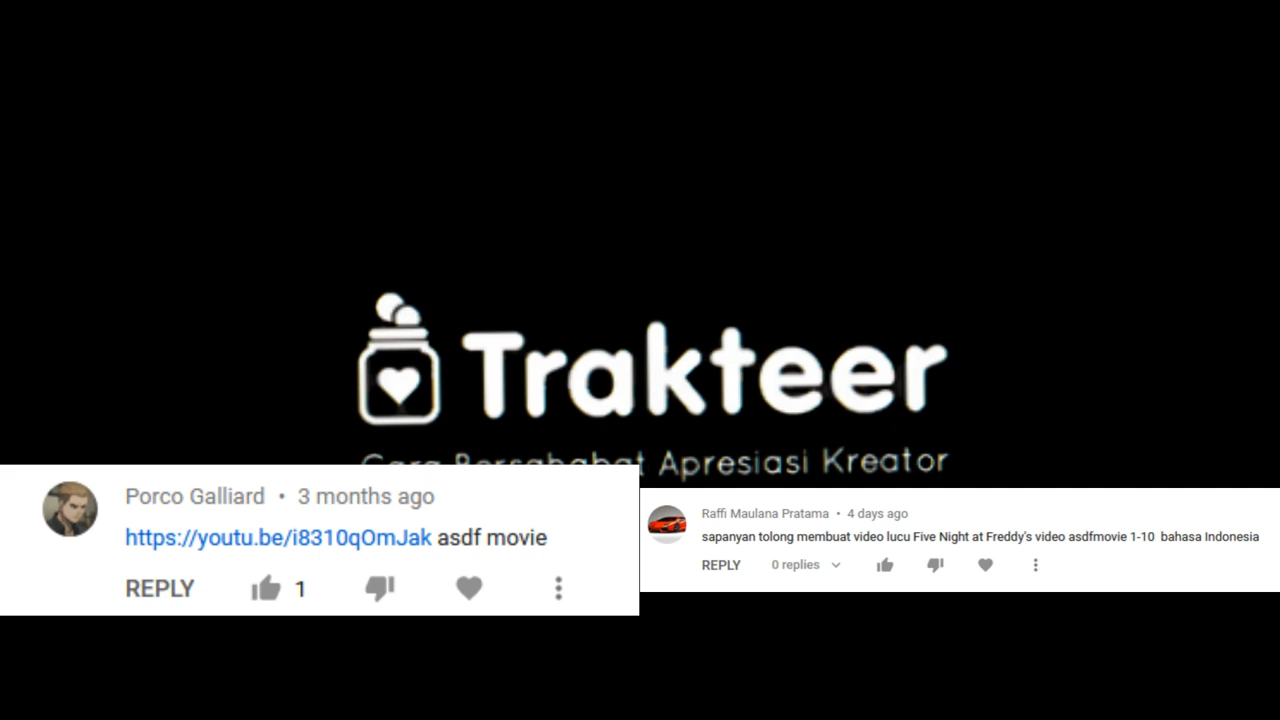 Trakteer
Apresiasi Kreator
Porco Galliard • 3 months ago
https://youtu.be/i8310qOmJak asdf movie
REPLY 1
Raffi Maulana Pratama • 4 days ago
sapanyan tolong membuat video lucu Five Night at Freddy's video asdfmovie 1-10 bahasa Indonesia
REPLY 0 replies